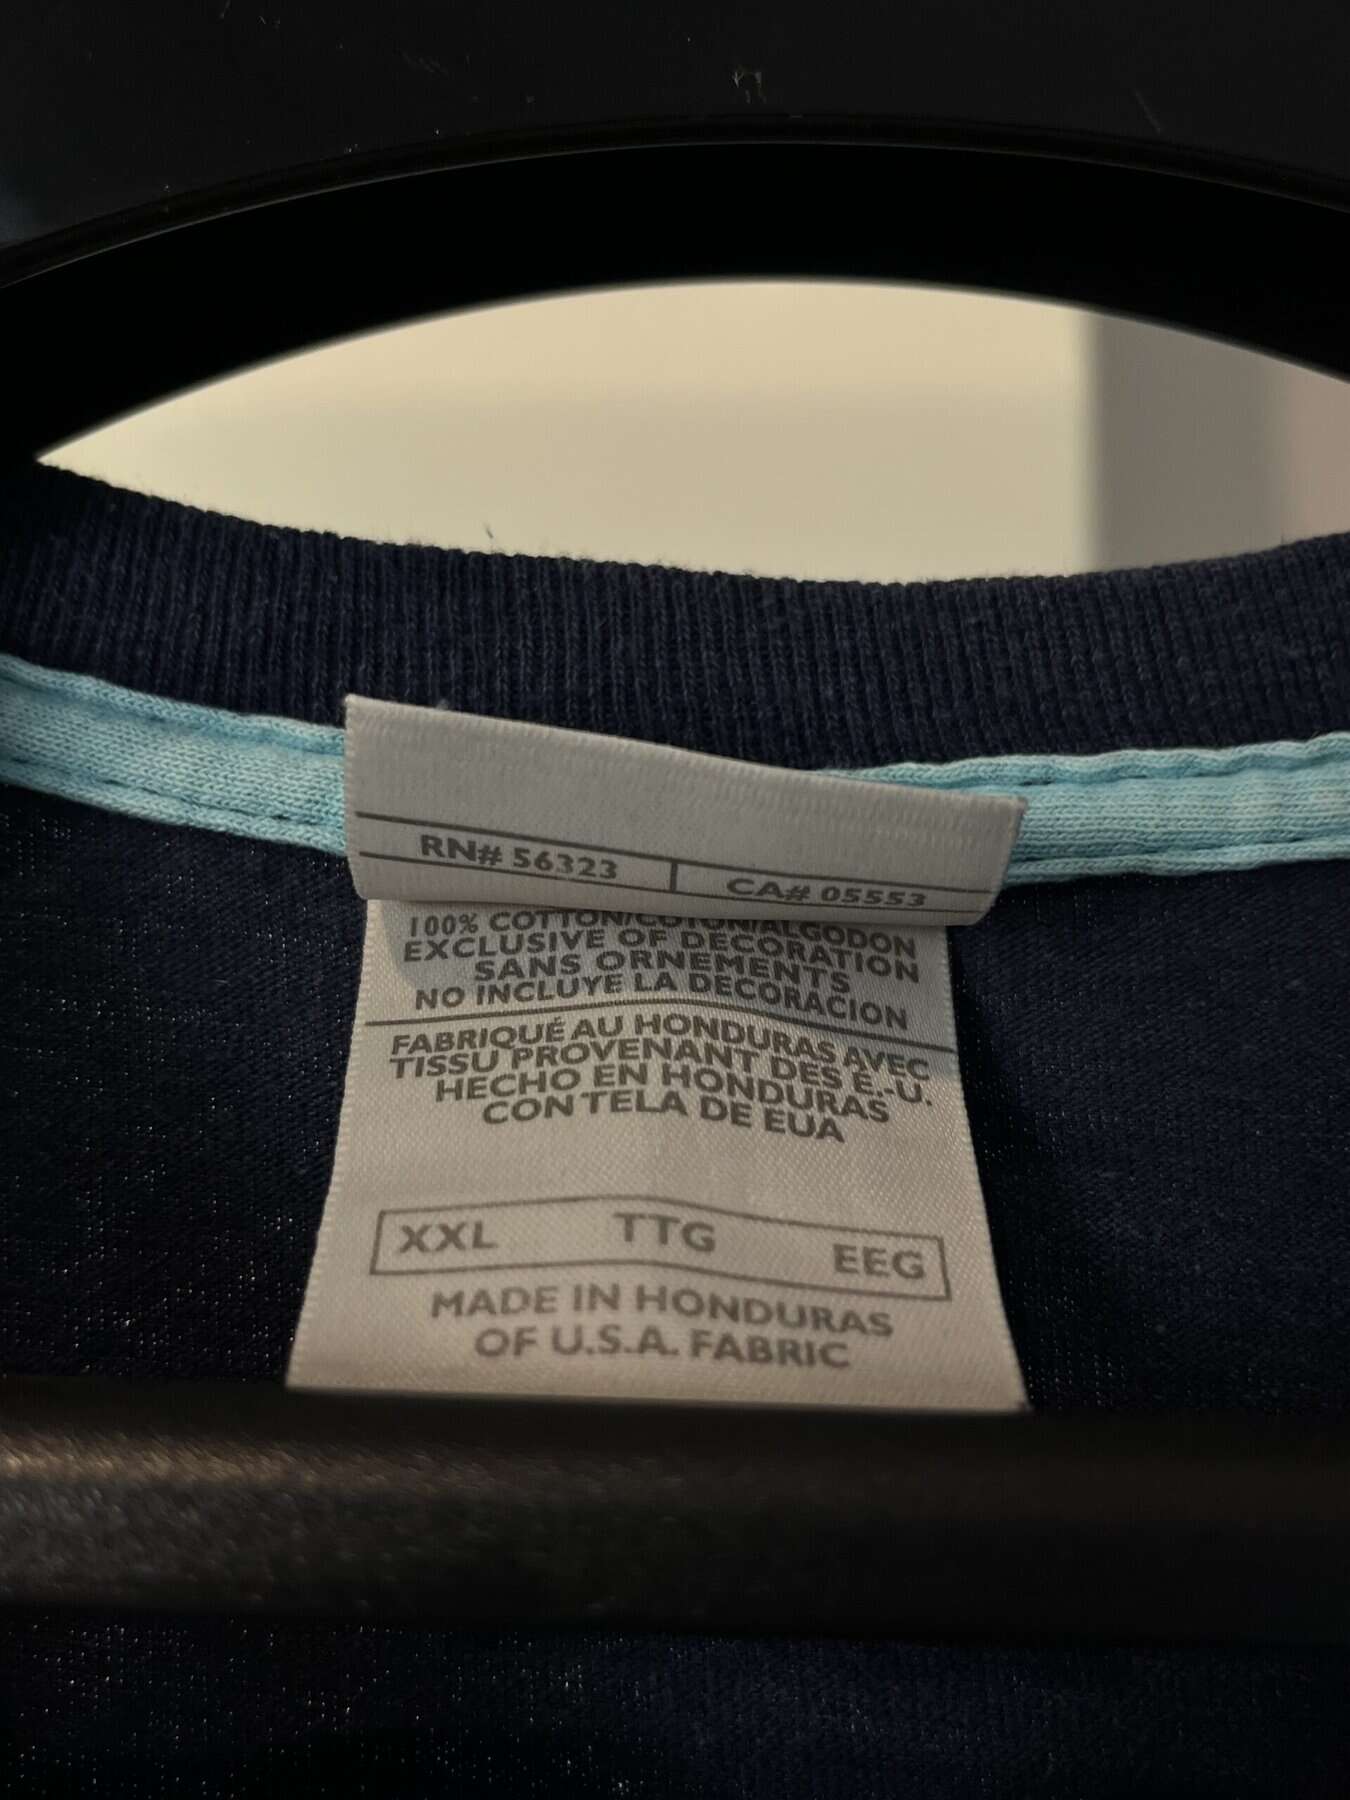 RN# 56323 CA# 05553
100% COTTON/COTON/ALGODON
EXCLUSIVE OF DECORATION
SANS ORNEMENTS
NO INCLUYE LA DECORACION
FABRIQUÉ AU HONDURAS AVEC
TISSU PROVENANT DES É.-U.
HECHO EN HONDURAS
CON TELA DE EUA
XXL TTG EEG
MADE IN HONDURAS
OF U.S.A. FABRIC